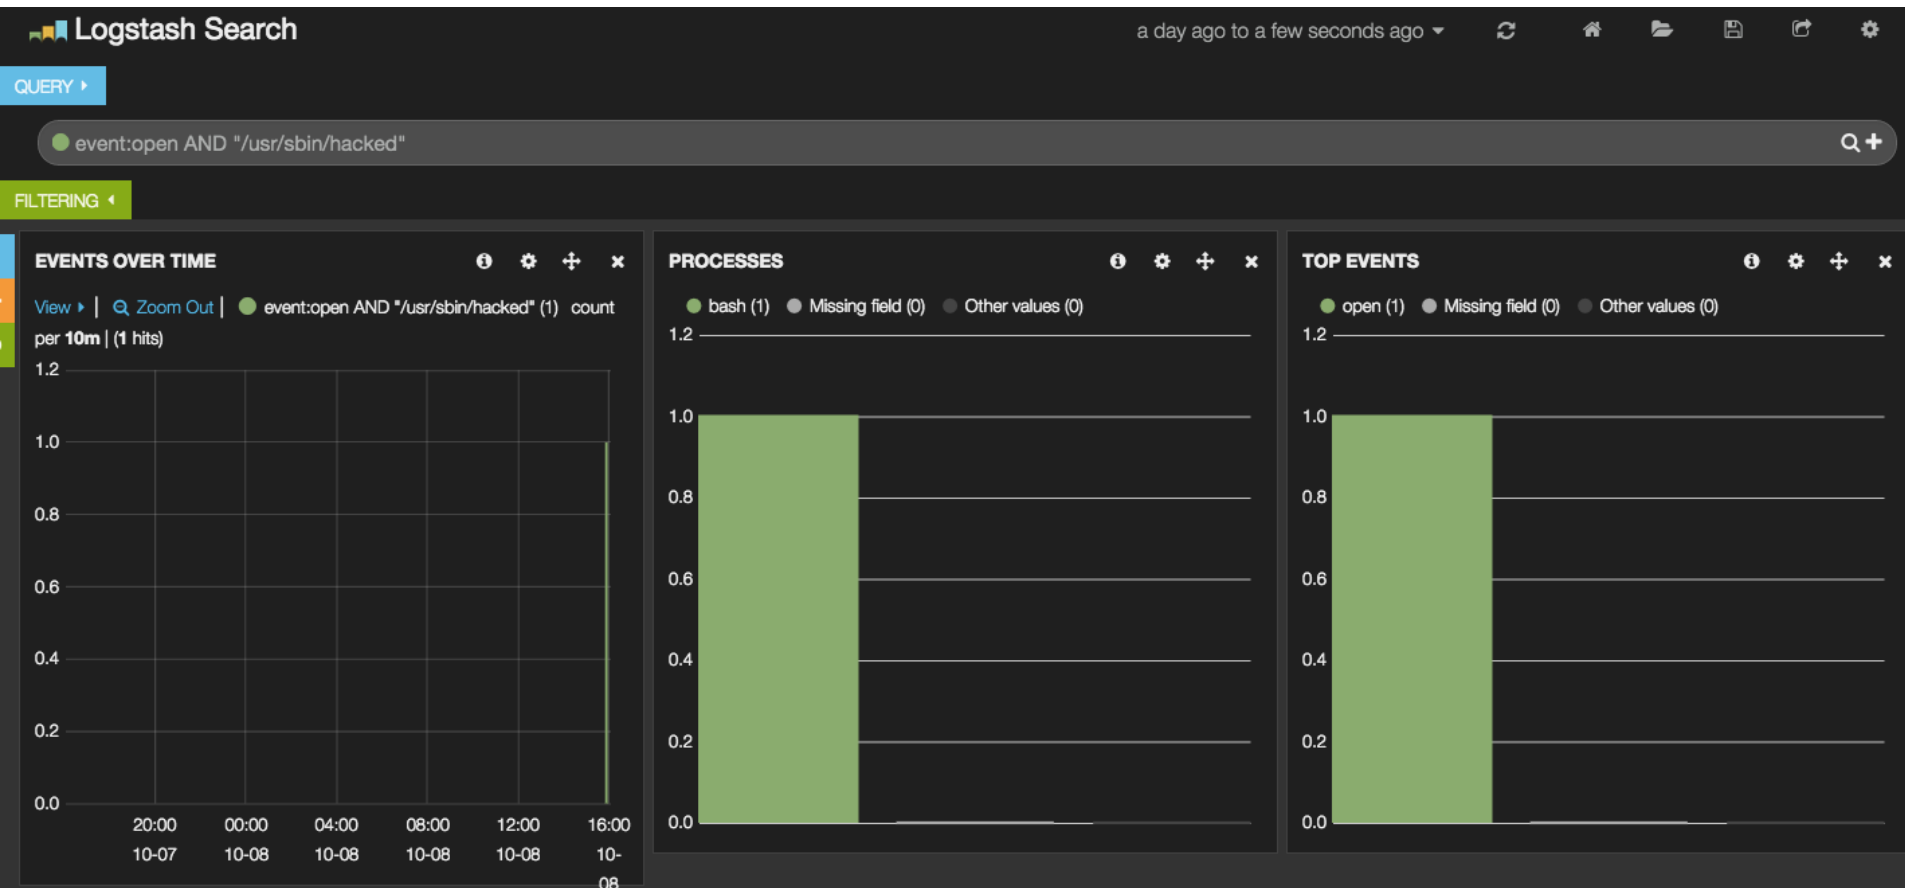 Logstash Search
a day ago to a few seconds ago
QUERY
event:open AND "/usr/sbin/hacked"
FILTERING
EVENTS OVER TIME
View | Zoom Out | event:open AND "/usr/sbin/hacked" (1) count
per 10m | (1 hits)
1.2
1.0
0.8
0.6
0.4
0.2
0.0
20:00 00:00 04:00 08:00 12:00 16:00
10-07 10-08 10-08 10-08 10-08 10-
08
PROCESSES
bash (1) Missing field (0) Other values (0)
1.2
1.0
0.8
0.6
0.4
0.2
0.0
TOP EVENTS
open (1) Missing field (0) Other values (0)
1.2
1.0
0.8
0.6
0.4
0.2
0.0